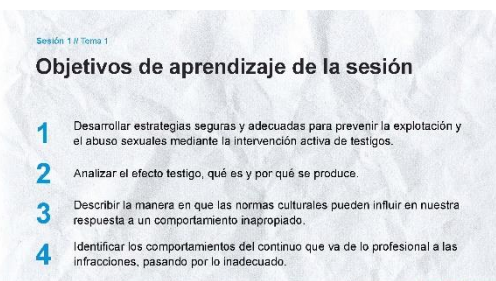 Sesión 1 // Tema 1
Objetivos de aprendizaje de la sesión
1 Desarrollar estrategias seguras y adecuadas para prevenir la explotación y
el abuso sexuales mediante la intervención activa de testigos.
2 Analizar el efecto testigo, qué es y por qué se produce.
3 Describir la manera en que las normas culturales pueden influir en nuestra
respuesta a un comportamiento inapropiado.
4 Identificar los comportamientos del continuo que va de lo profesional a las
infracciones, pasando por lo inadecuado.